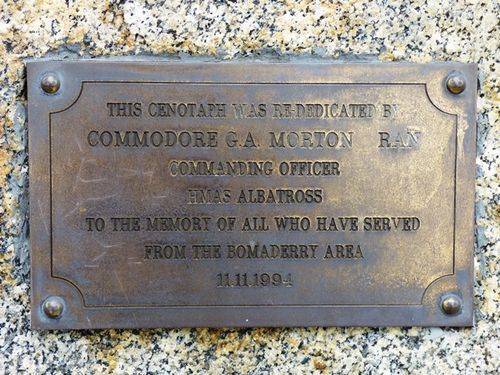 THIS CENOTAPH WAS RE-DEDICATED BY
COMMODORE G.A. MORTON RAN
COMMANDING OFFICER
HMAS ALBATROSS
TO THE MEMORY OF ALL WHO HAVE SERVED
FROM THE BOMADERRY AREA
11.11.1994